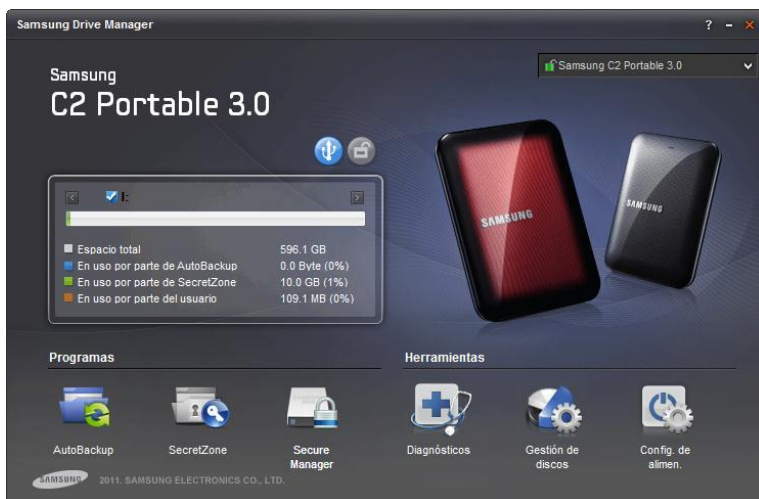 Samsung Drive Manager
Samsung C2 Portable 3.0
Samsung
C2 Portable 3.0
I:
Espacio total 596.1 GB
En uso por parte de AutoBackup 0.0 Byte (0%)
En uso por parte de SecretZone 10.0 GB (1%)
En uso por parte del usuario 109.1 MB (0%)
SAMSUNG
SAMSUNG
Programas
Herramientas
AutoBackup
SecretZone
Secure
Manager
Diagnósticos
Gestión de
discos
Config. de
alimen.
SAMSUNG 2011. SAMSUNG ELECTRONICS CO., LTD.